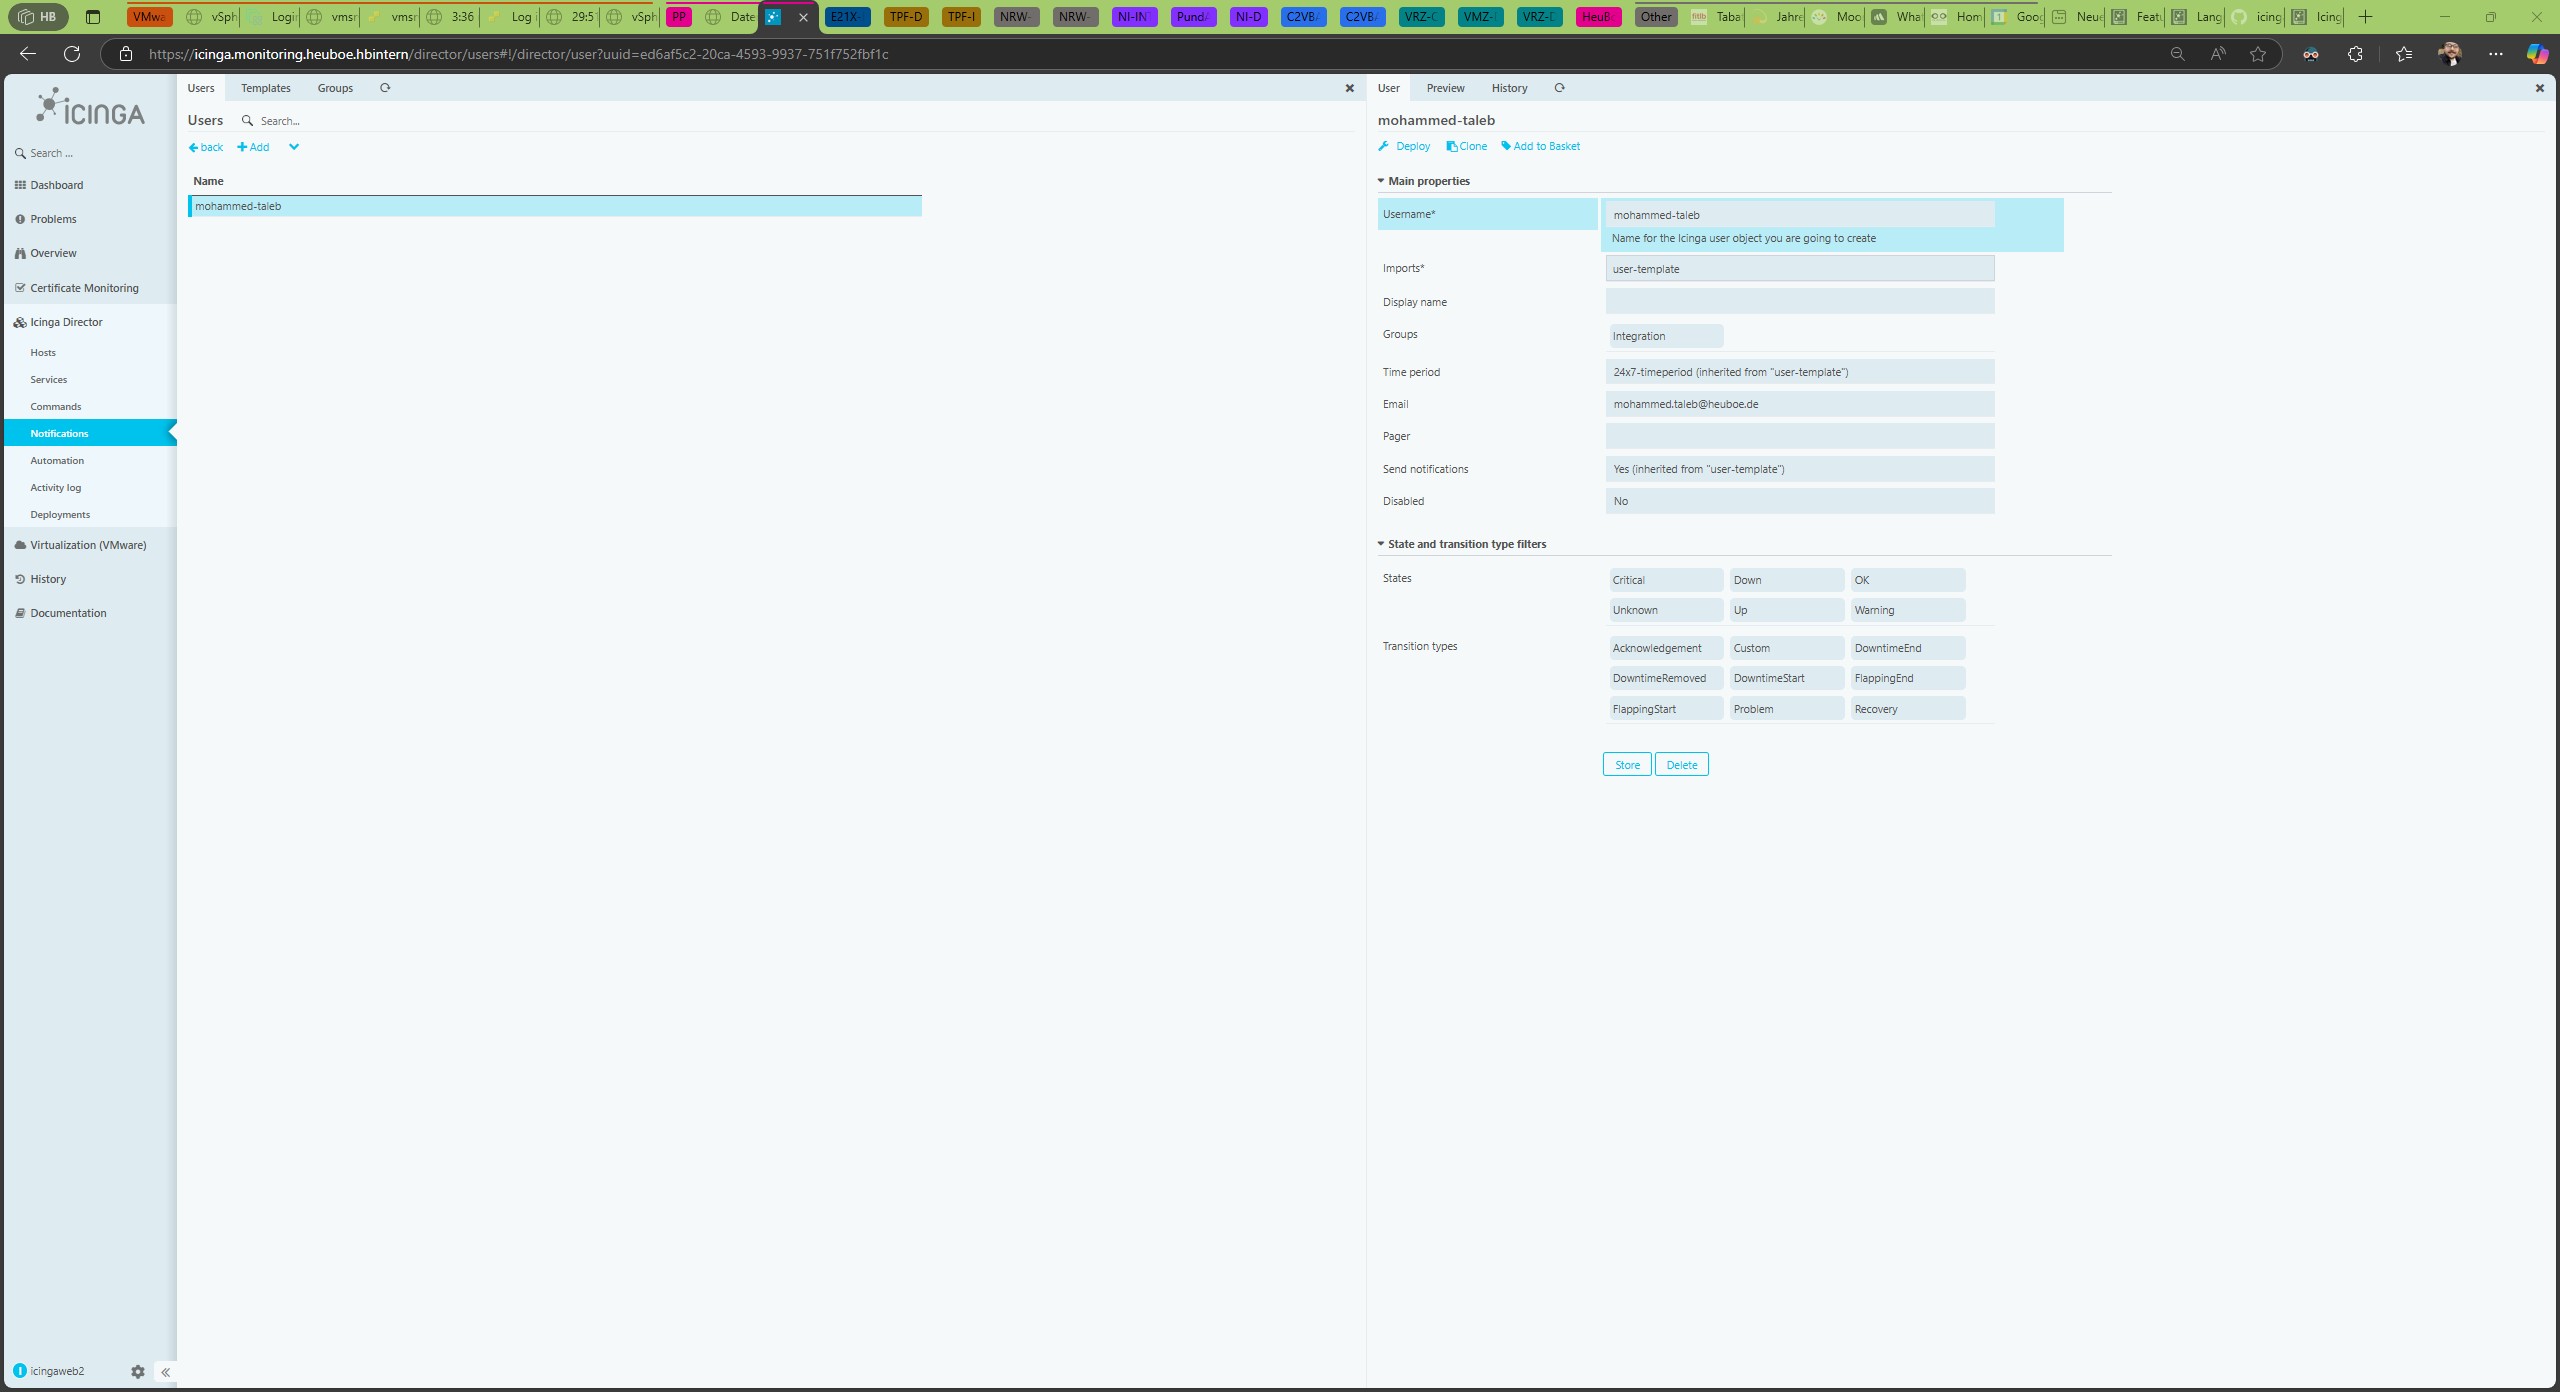 HB
VMwa
vSph
Logi
vmsr
vmsr
3:36
Log i
29:5
vSph
PP
Date
E21X-
TPF-D
TPF-I
NRW-
NRW-
NI-IN
Pund
NI-D
C2VB
C2VB
VRZ-C
VMZ-
VRZ-D
HeuB
Other
Taba
Jahre
Moo
Wha
Hom
Goog
Neue
Feat
Lang
icing
Icing
https://icinga.monitoring.heuboe.hbintern/director/users#!/director/user?uuid=ed6af5c2-20ca-4593-9937-751f752fbf1c
ICINGA
Search ...
Dashboard
Problems
Overview
Certificate Monitoring
Icinga Director
Hosts
Services
Commands
Notifications
Automation
Activity log
Deployments
Virtualization (VMware)
History
Documentation
icingaweb2
Users Templates Groups
Users Search...
back Add
Name
mohammed-taleb
User Preview History
mohammed-taleb
Deploy Clone Add to Basket
Main properties
Username* mohammed-taleb
Name for the Icinga user object you are going to create
Imports* user-template
Display name
Groups Integration
Time period 24x7-timeperiod (inherited from "user-template")
Email mohammed.taleb@heuboe.de
Pager
Send notifications Yes (inherited from "user-template")
Disabled No
State and transition type filters
States Critical Down OK
Unknown Up Warning
Transition types Acknowledgement Custom DowntimeEnd
DowntimeRemoved DowntimeStart FlappingEnd
FlappingStart Problem Recovery
Store Delete